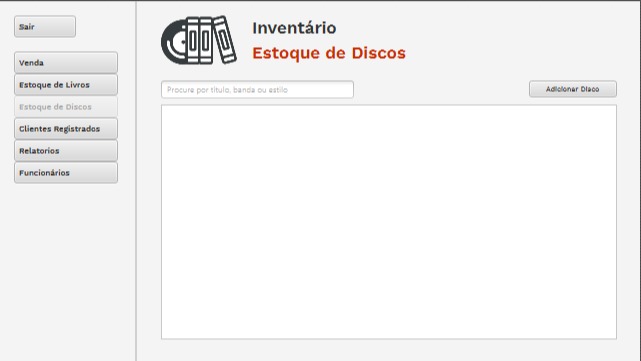 Sair
Venda
Estoque de Livros
Estoque de Discos
Clientes Registrados
Relatorios
Funcionários
Inventário
Estoque de Discos
Procure por título, banda ou estilo
Adicionar Disco